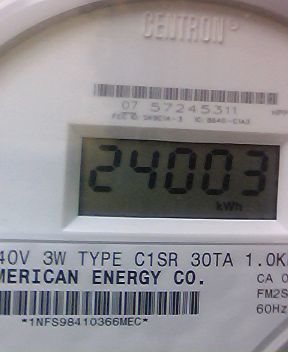 CENTRON®
07 57245311
24003
kWh
40V 3W TYPE C1SR 30TA 1.0K
MERICAN ENERGY CO.
CA 0
FM2S
60Hz
*1NFS98410366MEC*